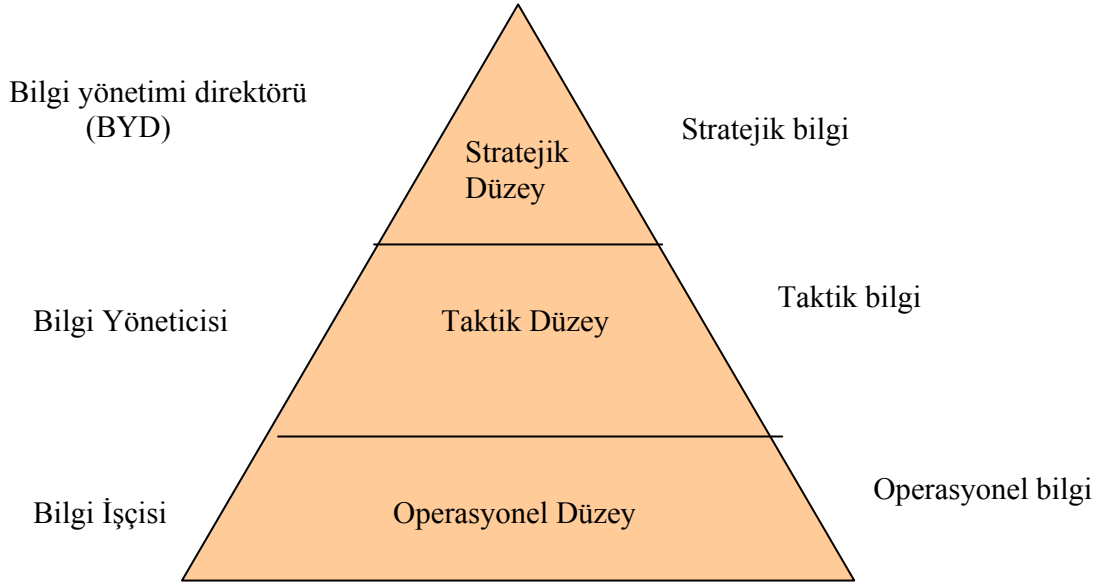 Bilgi yönetimi direktörü
(BYD)
Stratejik
Düzey
Stratejik bilgi
Bilgi Yöneticisi
Taktik Düzey
Taktik bilgi
Bilgi İşçisi
Operasyonel Düzey
Operasyonel bilgi